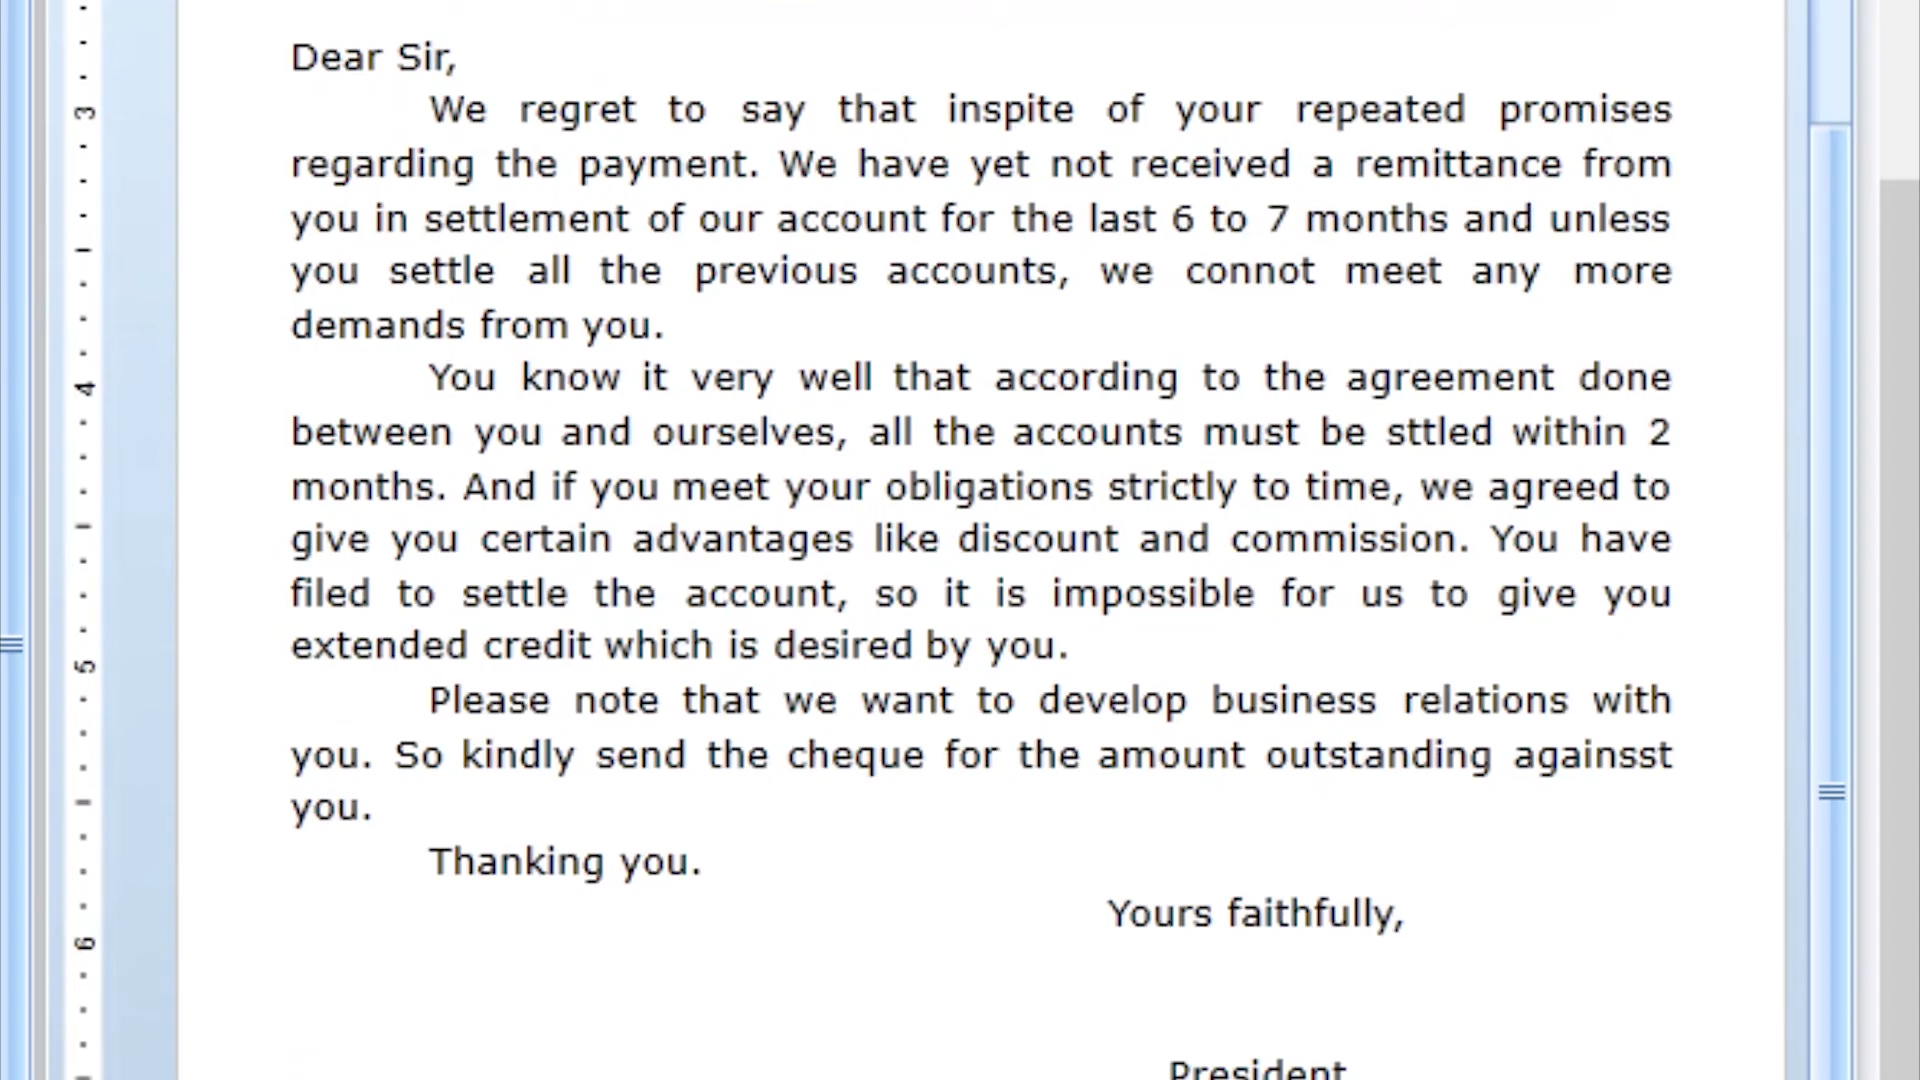 Dear Sir,
We regret to say that inspite of your repeated promises
regarding the payment. We have yet not received a remittance from
you in settlement of our account for the last 6 to 7 months and unless
you settle all the previous accounts, we connot meet any more
demands from you.
You know it very well that according to the agreement done
between you and ourselves, all the accounts must be sttled within 2
months. And if you meet your obligations strictly to time, we agreed to
give you certain advantages like discount and commission. You have
filed to settle the account, so it is impossible for us to give you
extended credit which is desired by you.
Please note that we want to develop business relations with
you. So kindly send the cheque for the amount outstanding againsst
you.
Thanking you.
Yours faithfully,
President
3
4
5
6